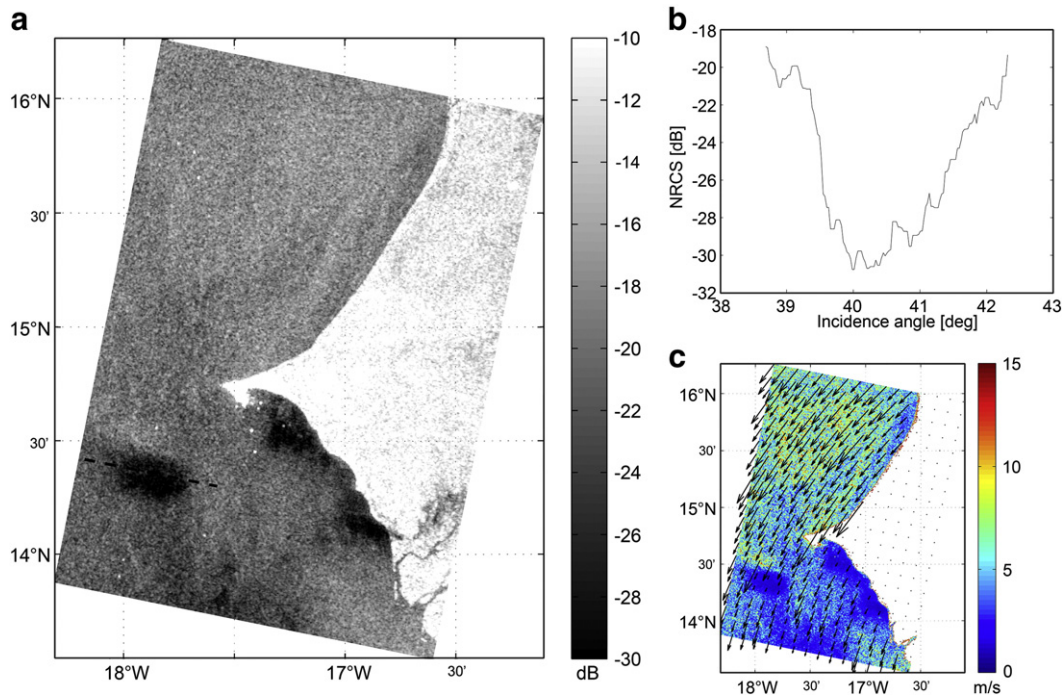 a
16°N
30'
15°N
30'
14°N
18°W
17°W
30'
-10
-12
-14
-16
-18
-20
-22
-24
-26
-28
-30
dB
b
-18
-20
-22
-24
-26
-28
-30
-32
NRCS [dB]
38
39
40
41
42
43
Incidence angle [deg]
c
16°N
30'
15°N
30'
14°N
18°W
17°W
30'
15
10
5
0
m/s